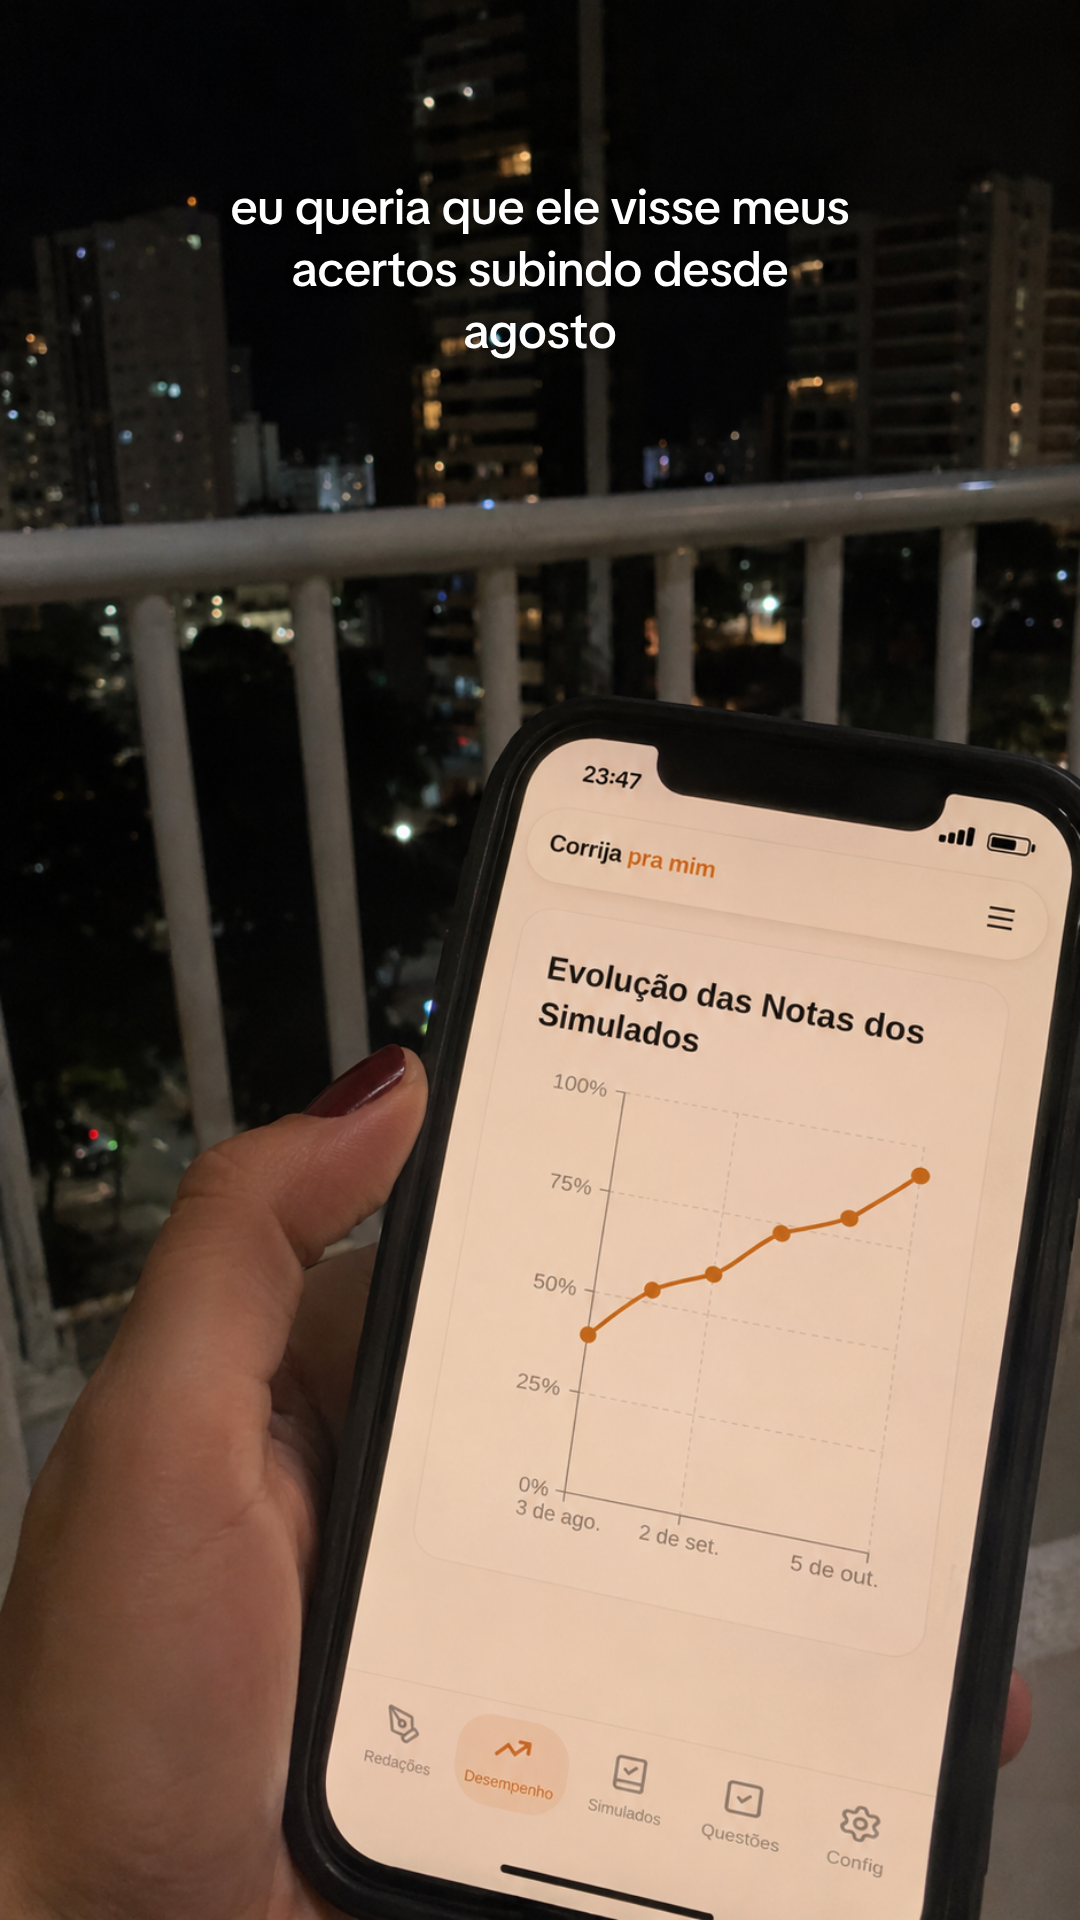 eu queria que ele visse meus
acertos subindo desde
agosto
23:47
Corrija pra mim
Evolução das Notas dos
Simulados
100%
75%
50%
25%
0%
3 de ago.
2 de set.
5 de out.
Redações
Desempenho
Simulados
Questões
Config